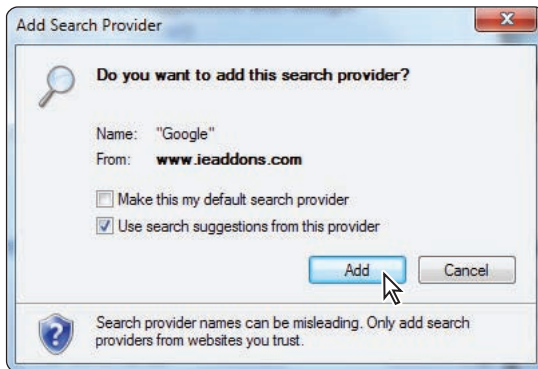 Add Search Provider
Do you want to add this search provider?
Name: "Google"
From: www.ieaddons.com
Make this my default search provider
Use search suggestions from this provider
Add Cancel
Search provider names can be misleading. Only add search
providers from websites you trust.